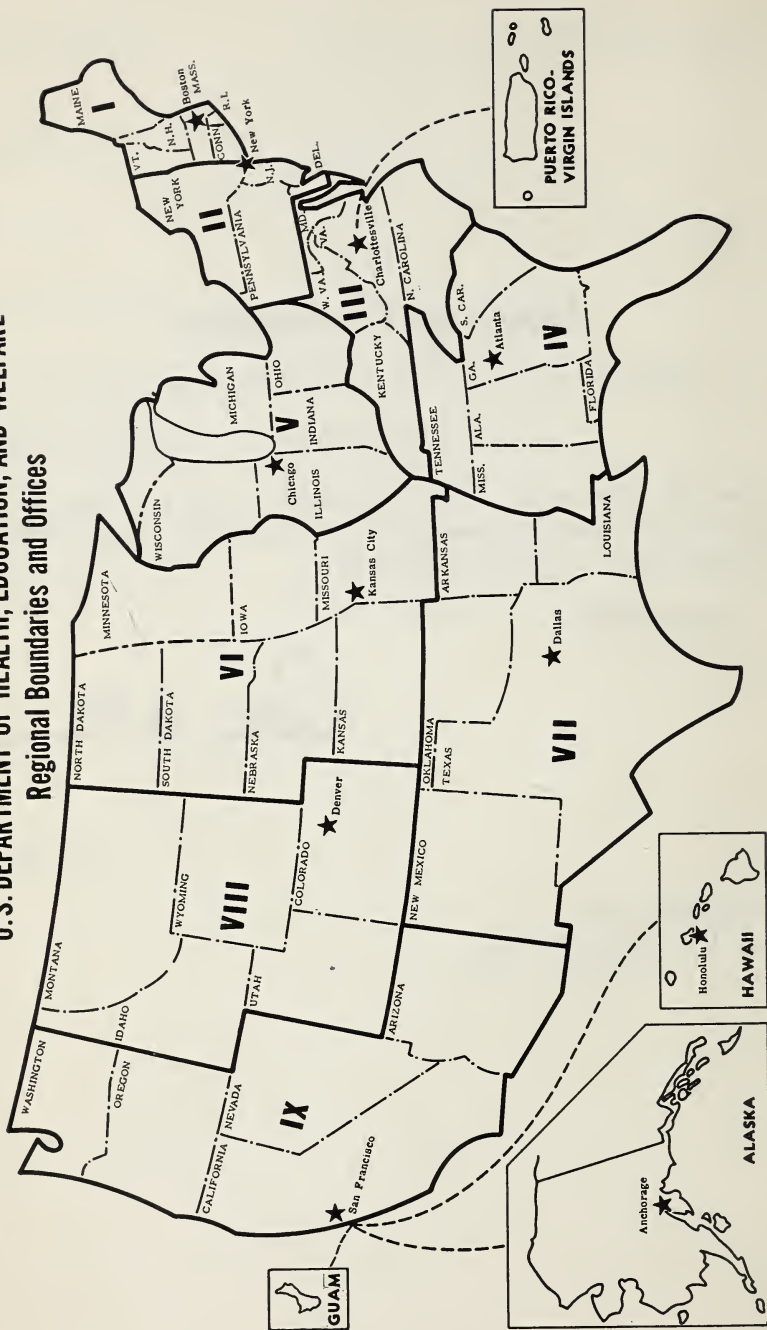 U.S. DEPARTMENT OF HEALTH, EDUCATION, AND WELFARE
Regional Boundaries and Offices
WASHINGTON
OREGON
CALIFORNIA
NEVADA
IX
San Francisco
GUAM
MONTANA
IDAHO
WYOMING
VIII
UTAH
COLORADO
Denver
ARIZONA
NEW MEXICO
NORTH DAKOTA
SOUTH DAKOTA
NEBRASKA
KANSAS
MINNESOTA
IOWA
MISSOURI
VI
Kansas City
OKLAHOMA
TEXAS
ARKANSAS
LOUISIANA
Dallas
VII
WISCONSIN
MICHIGAN
Chicago
ILLINOIS
INDIANA
OHIO
V
KENTUCKY
TENNESSEE
MISS.
ALA.
GA.
S. CAR.
Atlanta
IV
FLORIDA
N. CAROLINA
W. VA.
VA.
MD.
DEL.
III
Charlottesville
PENNSYLVANIA
NEW
YORK
II
N.J.
New York
MAINE
I
VT.
N.H.
Boston
MASS.
CONN
R.I.
PUERTO RICO-
VIRGIN ISLANDS
Anchorage
ALASKA
Honolulu
HAWAII